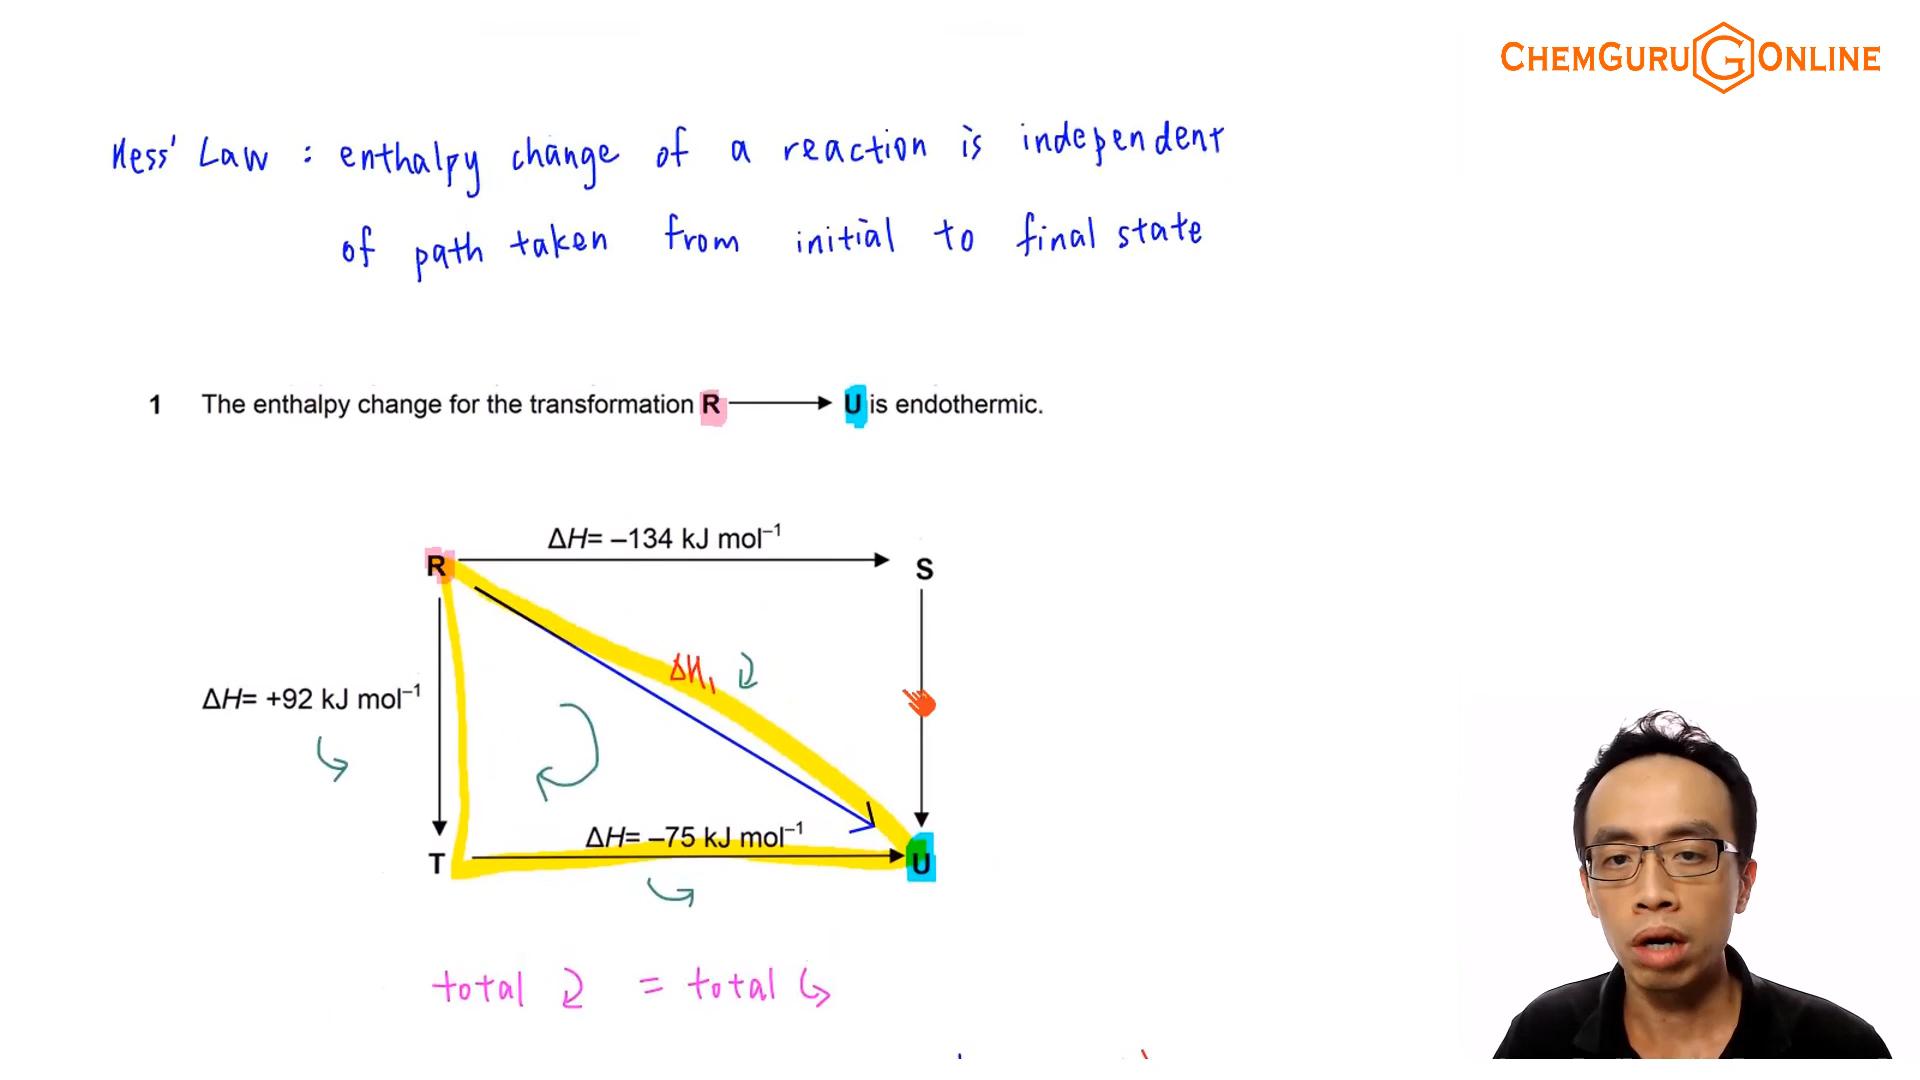 CHEMGURU G ONLINE
Hess' Law : enthalpy change of a reaction is independent
of path taken from initial to final state
1 The enthalpy change for the transformation R ⟶ U is endothermic.
ΔH= –134 kJ mol⁻¹
R S
ΔH₁
ΔH= +92 kJ mol⁻¹
ΔH= –75 kJ mol⁻¹
T U
total = total